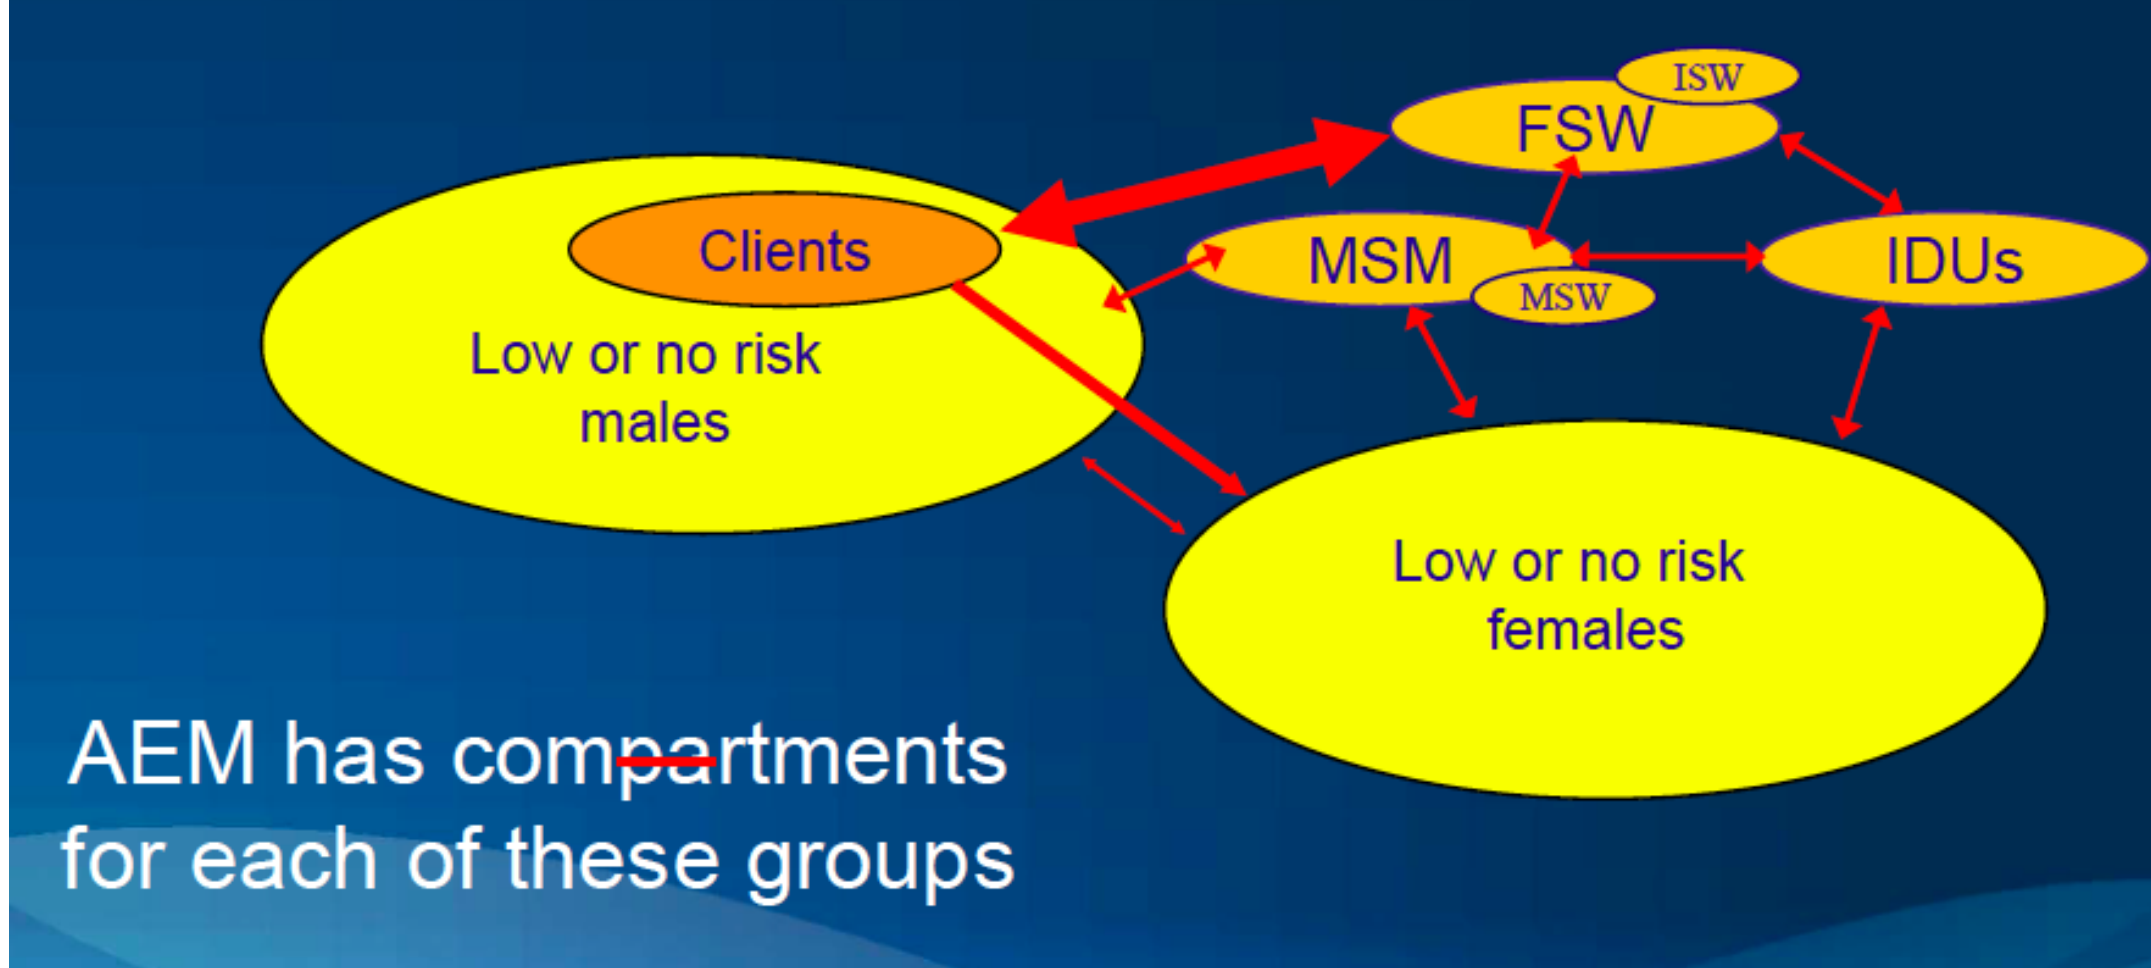 ISW
FSW
Clients
MSM
MSW
IDUs
Low or no risk
males
Low or no risk
females
AEM has compartments
for each of these groups